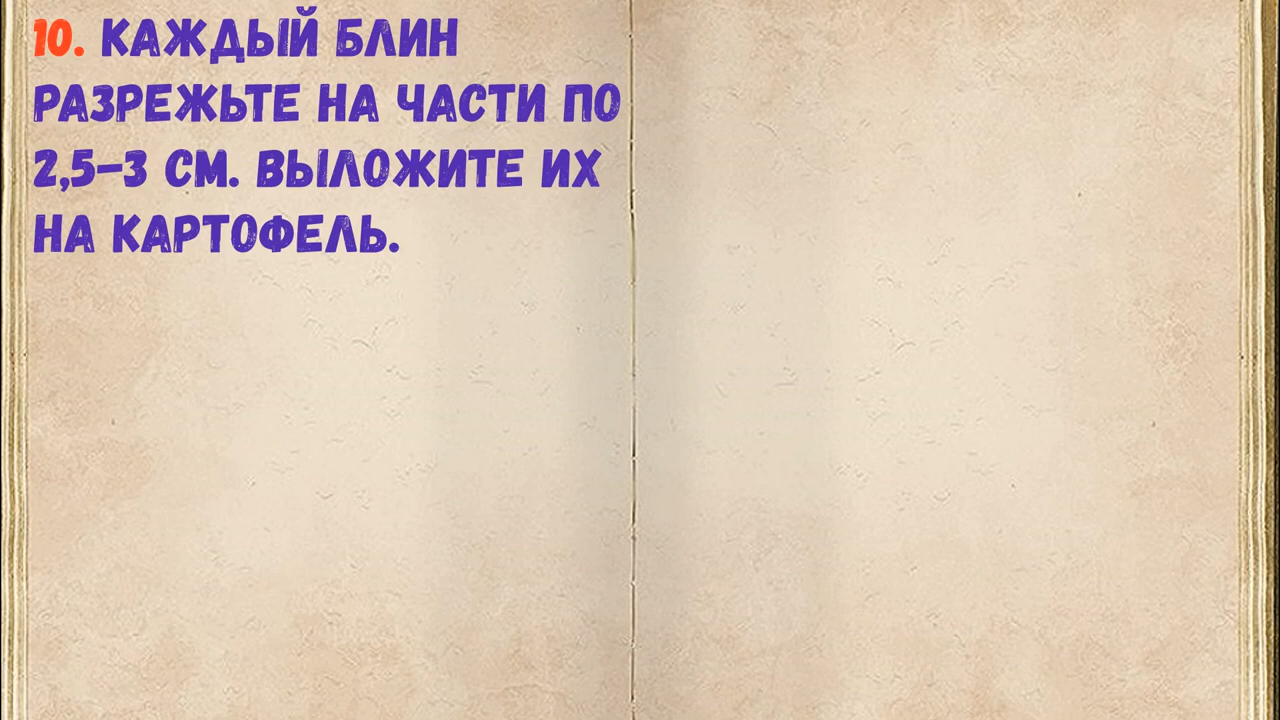 10. КАЖДЫЙ БЛИН
РАЗРЕЖЬТЕ НА ЧАСТИ ПО
2,5–3 СМ. ВЫЛОЖИТЕ ИХ
НА КАРТОФЕЛЬ.